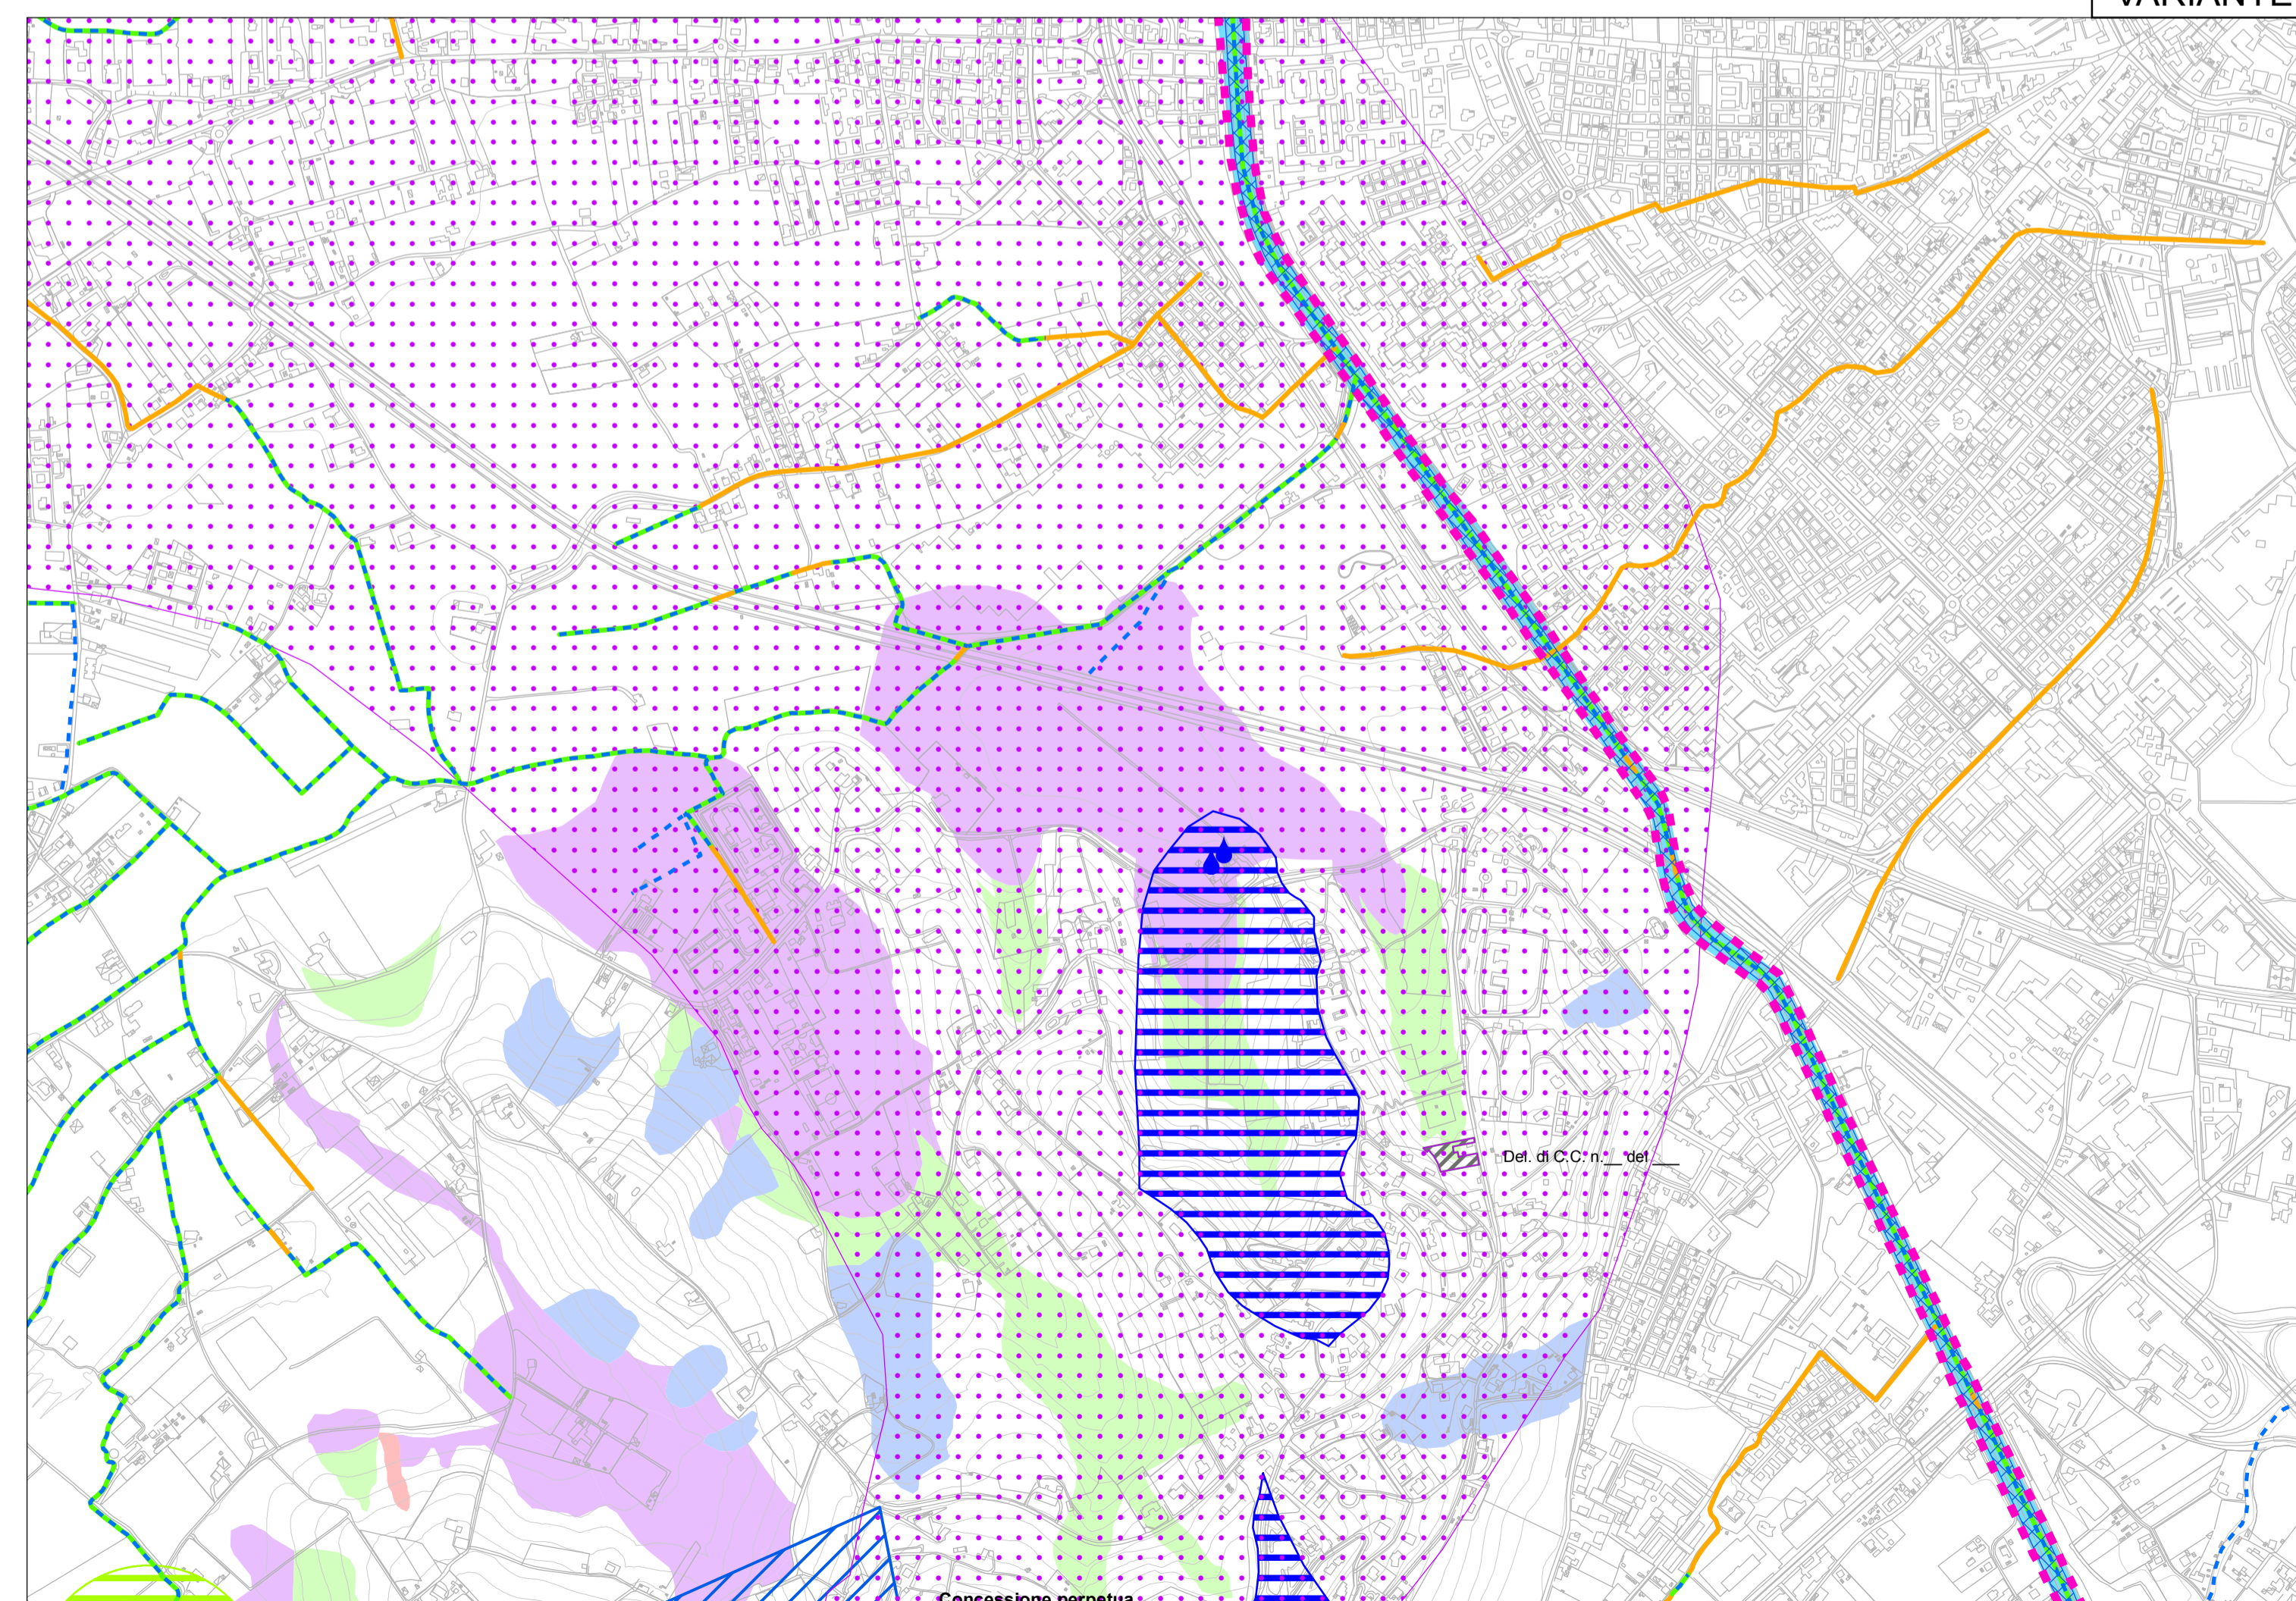 VARIANTE
Del. di C.C. n.__ del ___
Concessione perpetua